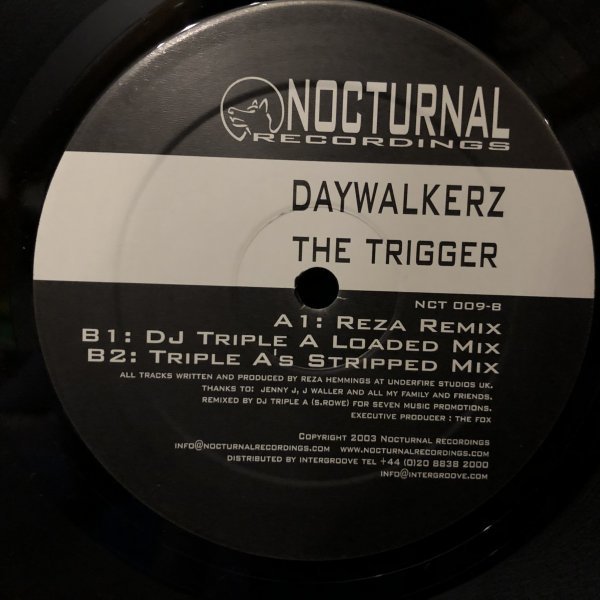 NOCTURNAL
RECORDINGS
DAYWALKERZ
THE TRIGGER
NCT 009-B
A1: REZA REMIX
B1: DJ TRIPLE A LOADED MIX
B2: TRIPLE A'S STRIPPED MIX
ALL TRACKS WRITTEN AND PRODUCED BY REZA HEMMINGS AT UNDERFIRE STUDIOS UK.
THANKS TO: JENNY J, J WALLER AND ALL MY FAMILY AND FRIENDS.
REMIXED BY DJ TRIPLE A (S.ROWE) FOR SEVEN MUSIC PROMOTIONS.
EXECUTIVE PRODUCER : THE FOX
COPYRIGHT 2003 NOCTURNAL RECORDINGS
INFO@NOCTURNALRECORDINGS.COM WWW.NOCTURNALRECORDINGS.COM
DISTRIBUTED BY INTERGROOVE TEL +44 (0)20 8838 2000
INFO@INTERGROOVE.COM